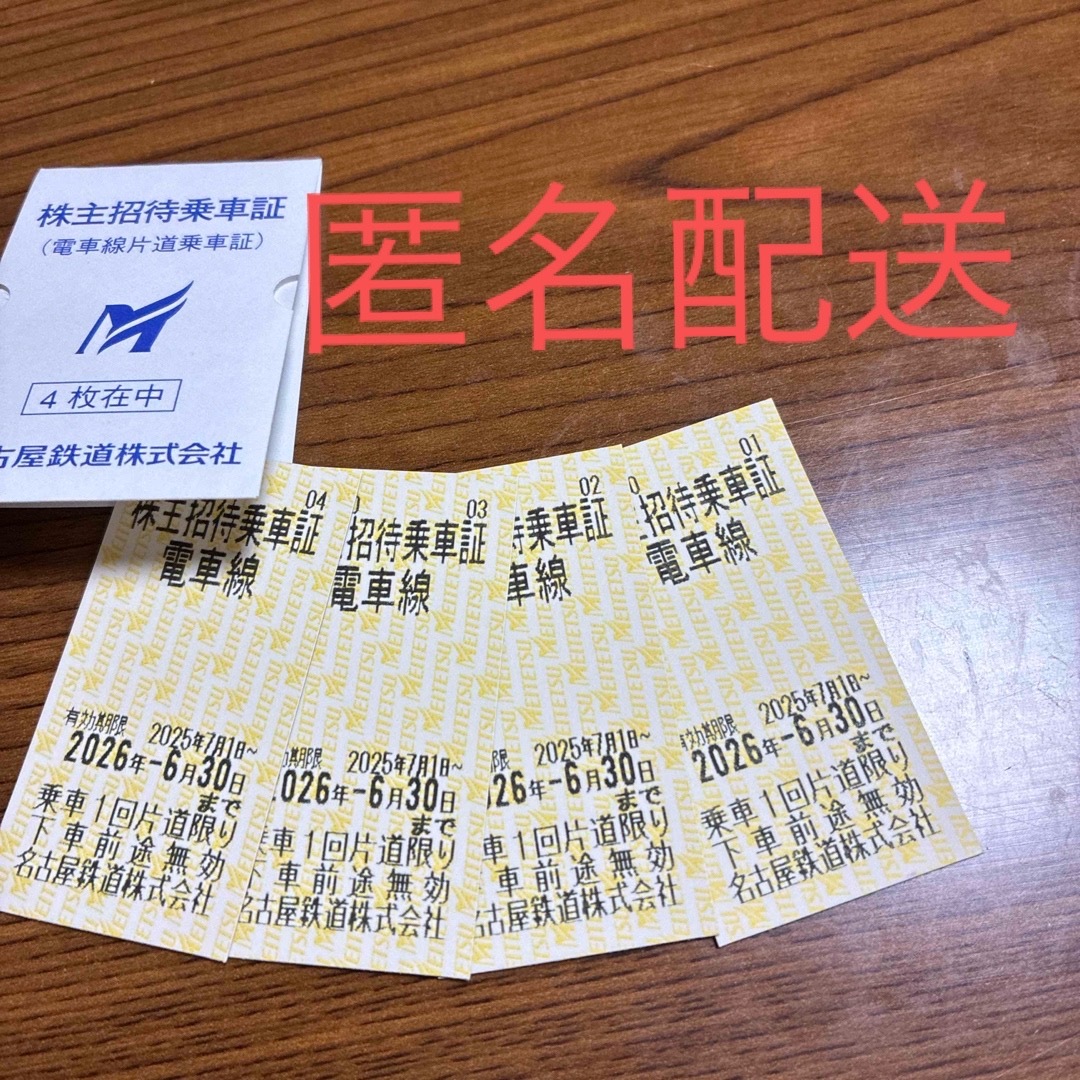 株主招待乗車証
(電車線片道乗車証)
4枚在中
古屋鉄道株式会社
匿名配送
04
株主招待乗車証
電車線
有効期限 2025年7月1日~
2026年-6月30日
まで
乗車1回片道限り
下車前途無効
名古屋鉄道株式会社
03
招待乗車証
電車線
期限 2025年7月1日~
2026年-6月30日
まで
乗車1回片道限り
車前途無効
名古屋鉄道株式会社
02
待乗車証
車線
限 2025年7月1日~
26年-6月30日
まで
車1回片道限り
車前途無効
古屋鉄道株式会社
01
招待乗車証
電車線
有効期限 2025年7月1日~
2026年-6月30日
まで
乗車1回片道限り
下車前途無効
名古屋鉄道株式会社